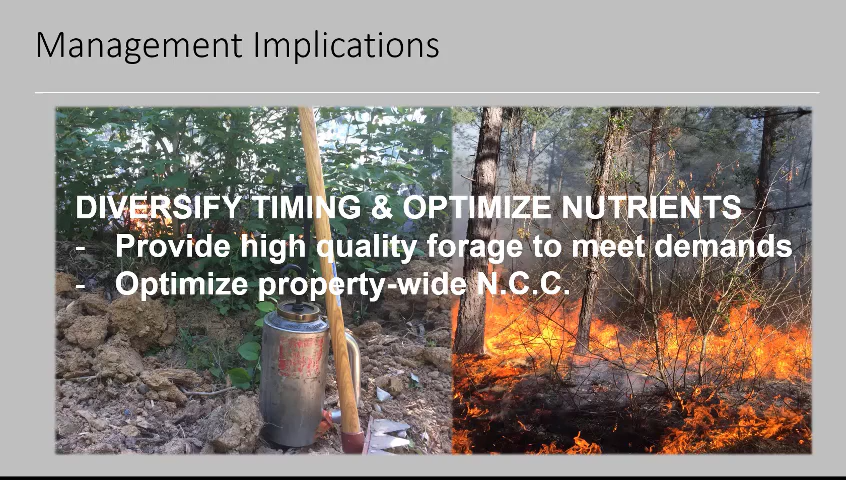 Management Implications
DIVERSIFY TIMING & OPTIMIZE NUTRIENTS
- Provide high quality forage to meet demands
- Optimize property-wide N.C.C.